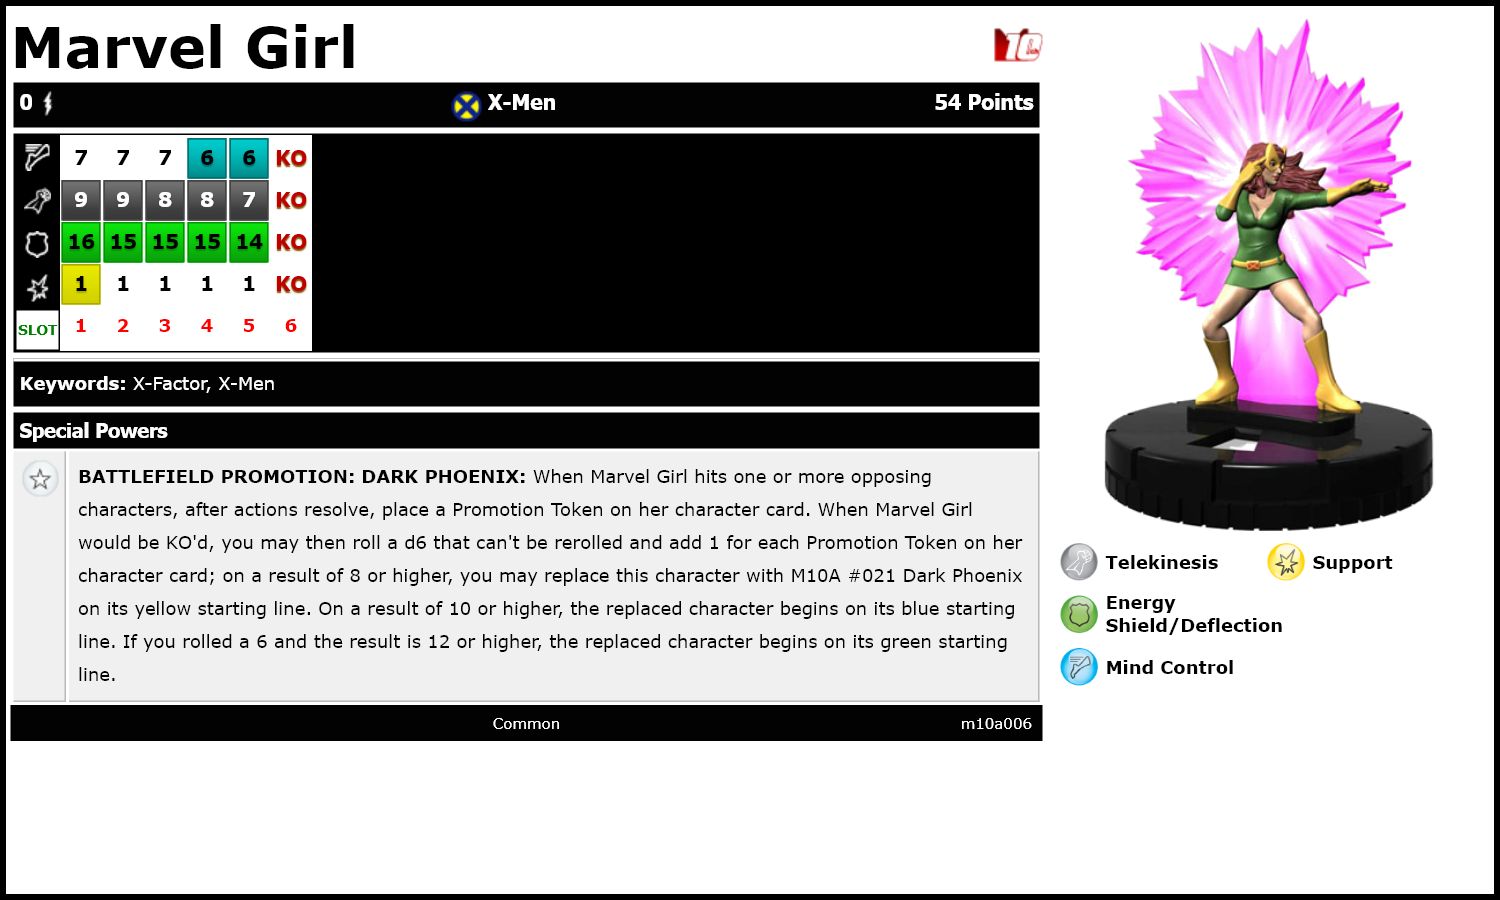 Marvel Girl
10
0 X-Men 54 Points
7 7 7 6 6 KO
9 9 8 8 7 KO
16 15 15 15 14 KO
1 1 1 1 1 KO
SLOT 1 2 3 4 5 6
Keywords: X-Factor, X-Men
Special Powers
BATTLEFIELD PROMOTION: DARK PHOENIX: When Marvel Girl hits one or more opposing
characters, after actions resolve, place a Promotion Token on her character card. When Marvel Girl
would be KO'd, you may then roll a d6 that can't be rerolled and add 1 for each Promotion Token on her
character card; on a result of 8 or higher, you may replace this character with M10A #021 Dark Phoenix
on its yellow starting line. On a result of 10 or higher, the replaced character begins on its blue starting
line. If you rolled a 6 and the result is 12 or higher, the replaced character begins on its green starting
line.
Common m10a006
Telekinesis Support
Energy
Shield/Deflection
Mind Control